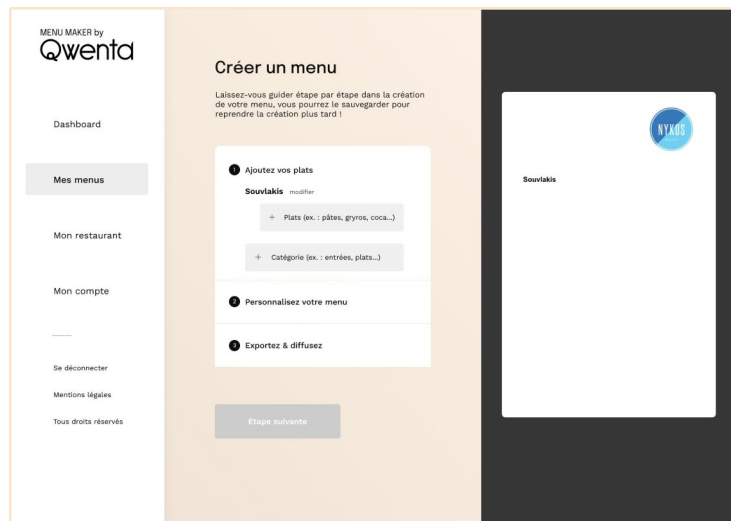 MENU MAKER by
Qwenta
Dashboard
Mes menus
Mon restaurant
Mon compte
Se déconnecter
Mentions légales
Tous droits réservés
Créer un menu
Laissez-vous guider étape par étape dans la création
de votre menu, vous pourrez le sauvegarder pour
reprendre la création plus tard !
1 Ajoutez vos plats
Souvlakis modifier
+ Plats (ex. : pâtes, gryros, coca...)
+ Catégorie (ex. : entrées, plats...)
2 Personnalisez votre menu
3 Exportez & diffusez
Étape suivante
NYKOS
Souvlakis